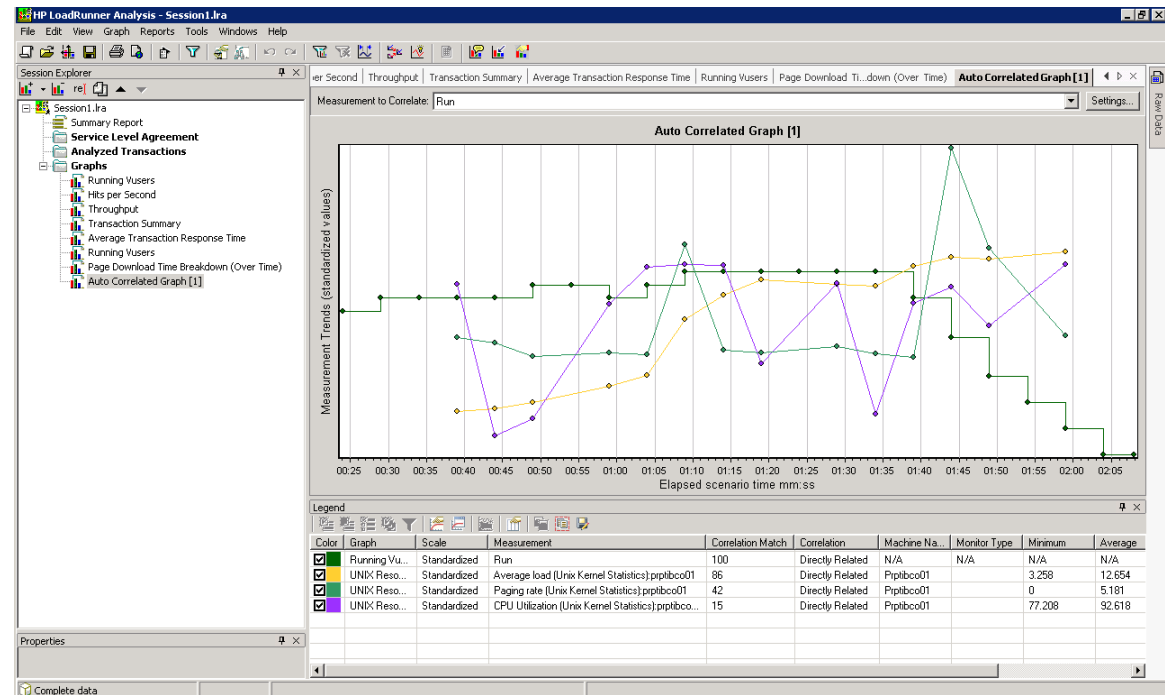 HP LoadRunner Analysis - Session1.lra
File Edit View Graph Reports Tools Windows Help
Session Explorer
Session1.lra
Summary Report
Service Level Agreement
Analyzed Transactions
Graphs
Running Vusers
Hits per Second
Throughput
Transaction Summary
Average Transaction Response Time
Running Vusers
Page Download Time Breakdown (Over Time)
Auto Correlated Graph [1]
Properties
er Second Throughput Transaction Summary Average Transaction Response Time Running Vusers Page Download Ti...down (Over Time) Auto Correlated Graph [1]
Measurement to Correlate: Run Settings...
Raw Data
Auto Correlated Graph [1]
Measurement Trends (standardized values)
00:25 00:30 00:35 00:40 00:45 00:50 00:55 01:00 01:05 01:10 01:15 01:20 01:25 01:30 01:35 01:40 01:45 01:50 01:55 02:00 02:05
Elapsed scenario time mm:ss
Legend
Color Graph Scale Measurement Correlation Match Correlation Machine Na... Monitor Type Minimum Average
Running Vu... Standardized Run 100 Directly Related N/A N/A N/A N/A
UNIX Reso... Standardized Average load (Unix Kernel Statistics):prptibco01 86 Directly Related Prptibco01 3.258 12.654
UNIX Reso... Standardized Paging rate (Unix Kernel Statistics):prptibco01 42 Directly Related Prptibco01 0 5.181
UNIX Reso... Standardized CPU Utilization (Unix Kernel Statistics):prptibco... 15 Directly Related Prptibco01 77.208 92.618
Complete data